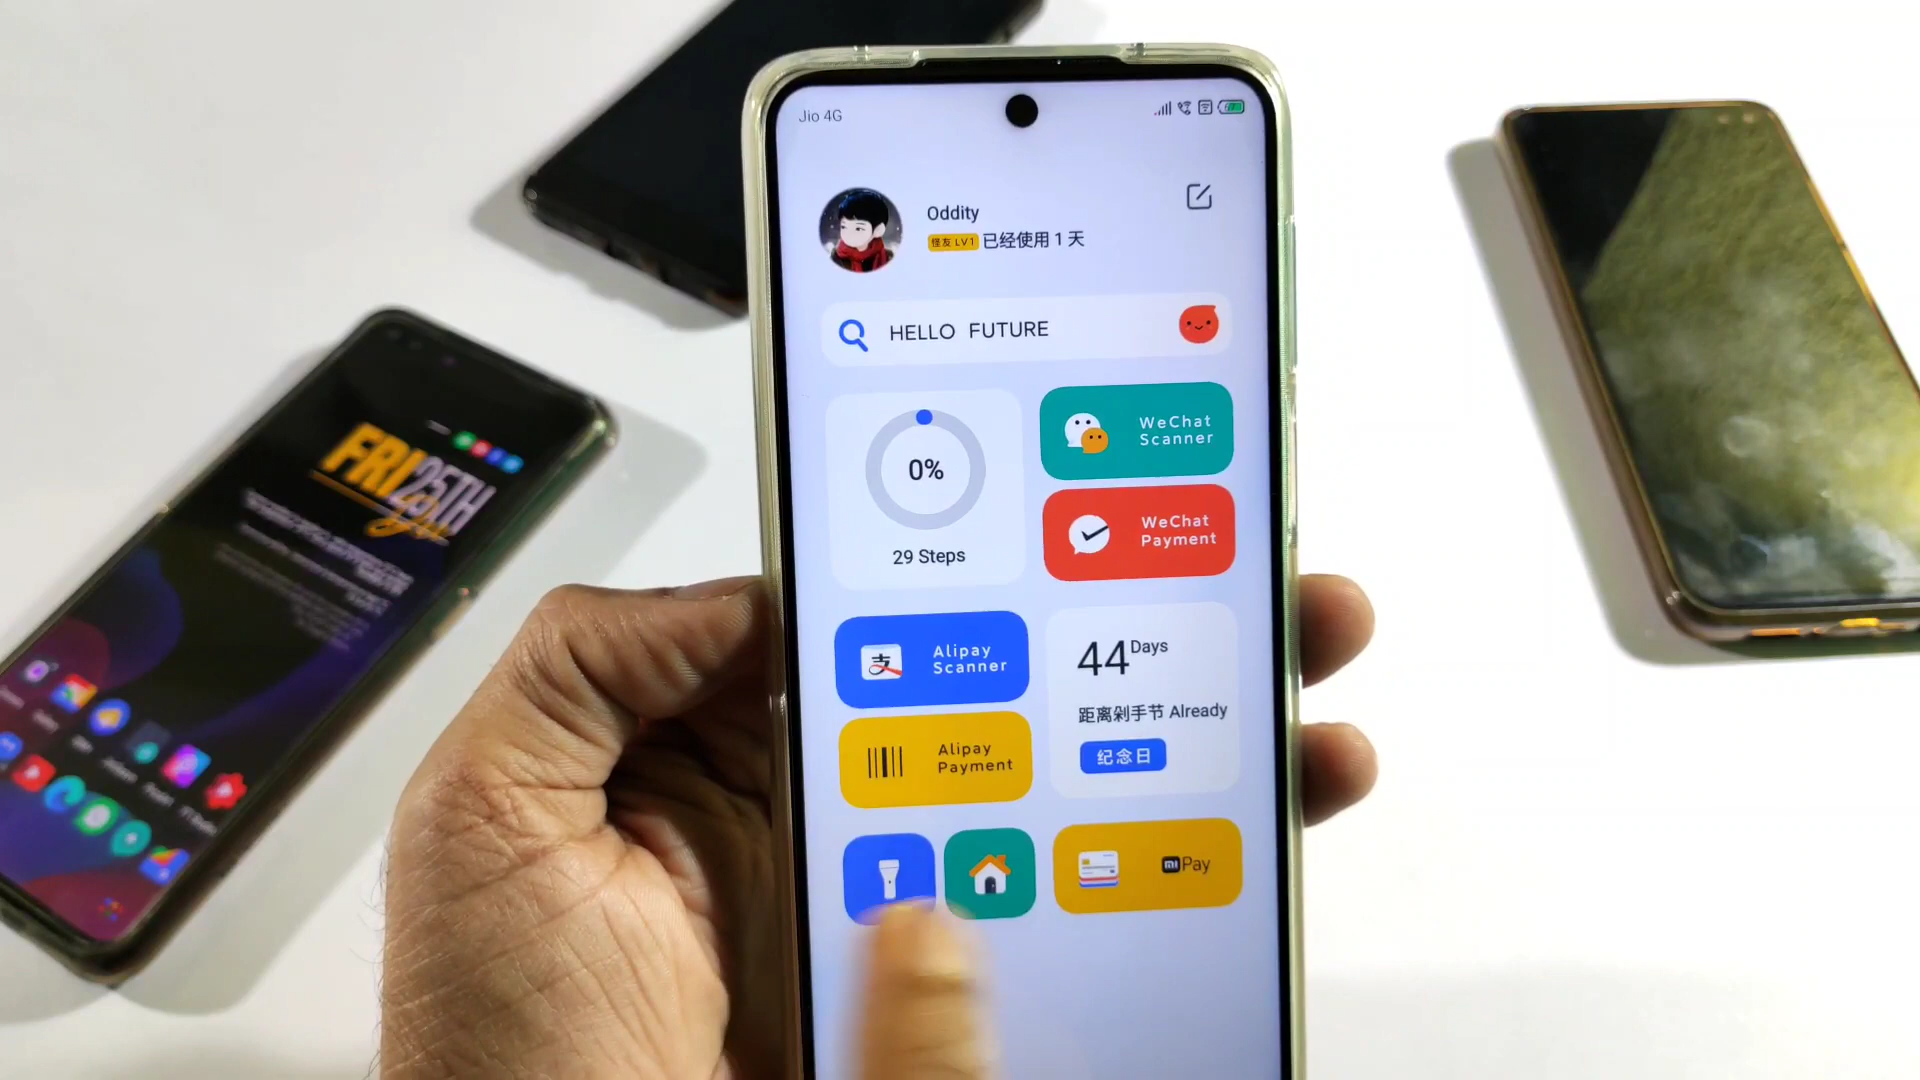 Jio 4G
Oddity
怪友 LV1 已经使用 1 天
HELLO FUTURE
0%
29 Steps
WeChat
Scanner
WeChat
Payment
支
Alipay
Scanner
44 Days
距离剁手节 Already
纪念日
Alipay
Payment
mi Pay
FRI 25TH